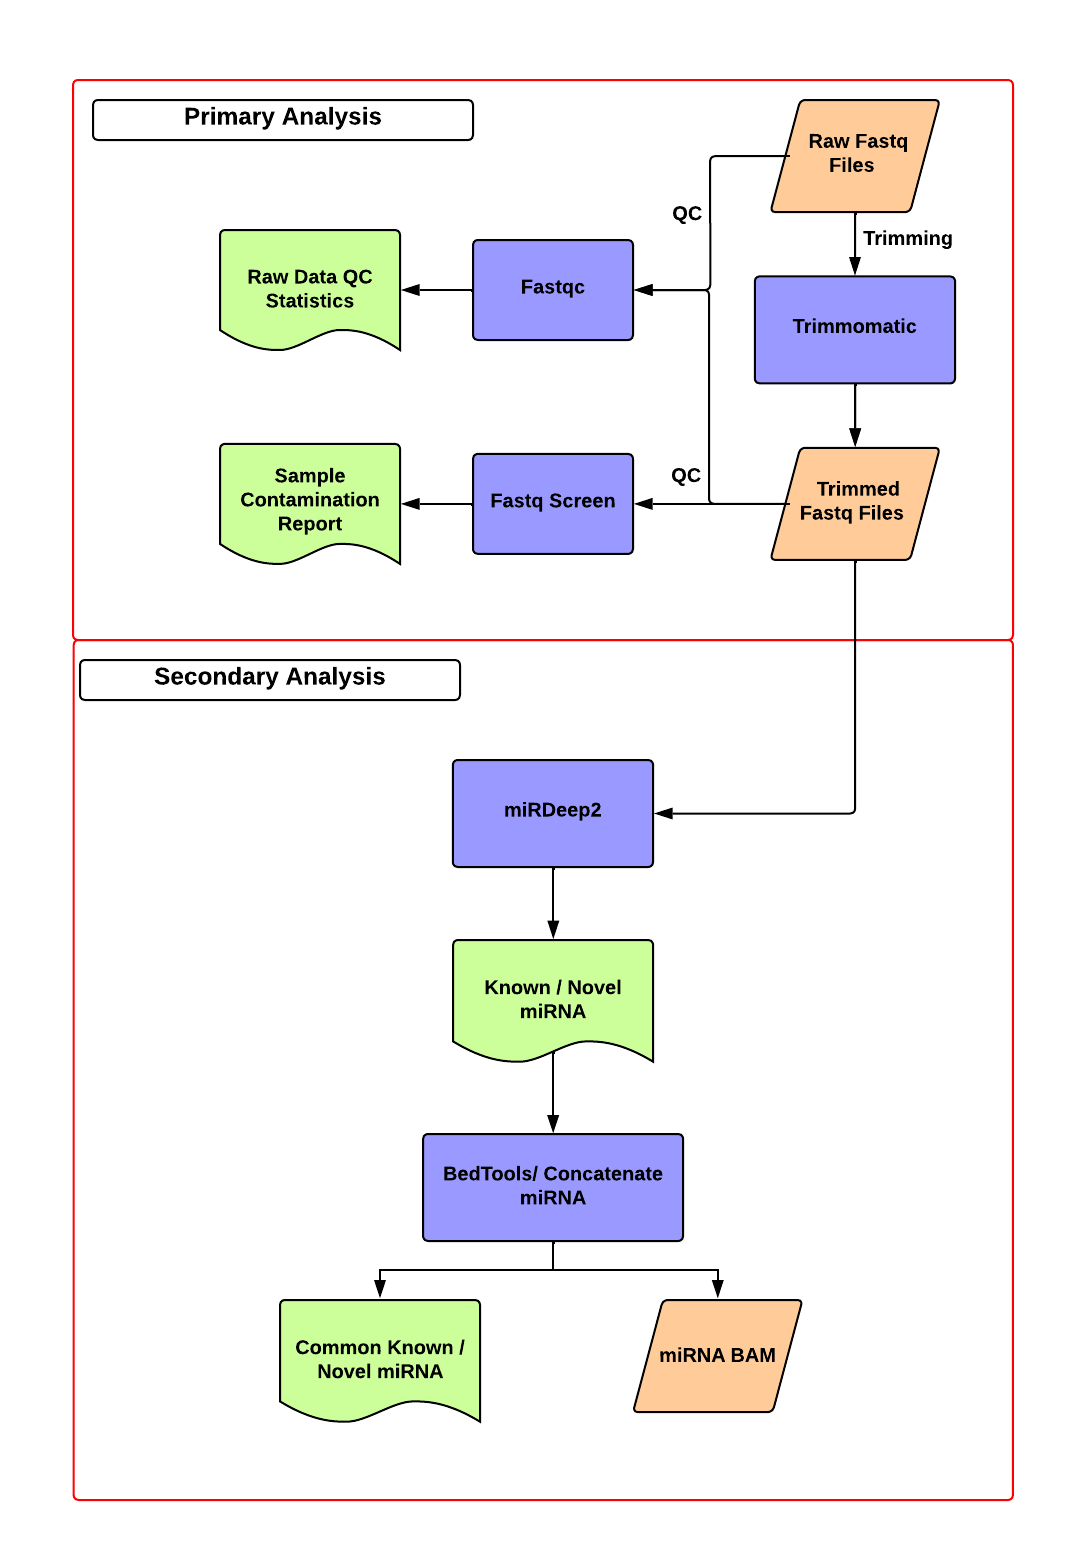 Primary Analysis
Raw Fastq
Files
QC
Trimming
Raw Data QC
Statistics
Fastqc
Trimmomatic
Sample
Contamination
Report
Fastq Screen
QC
Trimmed
Fastq Files
Secondary Analysis
miRDeep2
Known / Novel
miRNA
BedTools/ Concatenate
miRNA
Common Known /
Novel miRNA
miRNA BAM